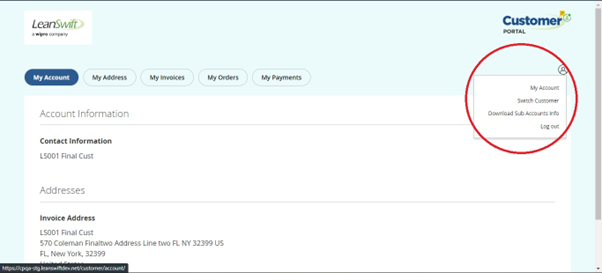 LeanSwift
a wipro company
Customer
PORTAL
My Account
My Address
My Invoices
My Orders
My Payments
My Account
Switch Customer
Download Sub Accounts Info
Log out
Account Information
Contact Information
LS001 Final Cust
Addresses
Invoice Address
LS001 Final Cust
570 Coleman Finaltwo Address Line two FL NY 32399 US
FL, New York, 32399
United States
https://cpqa-stg.leanswiftdev.net/customer/account/